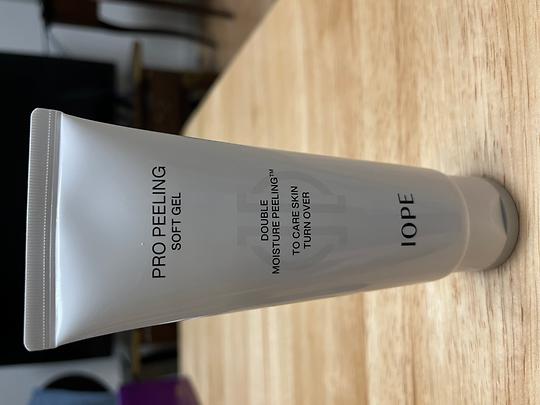 PRO PEELING
SOFT GEL
DOUBLE
MOISTURE PEELING™
TO CARE SKIN
TURN OVER
IOPE